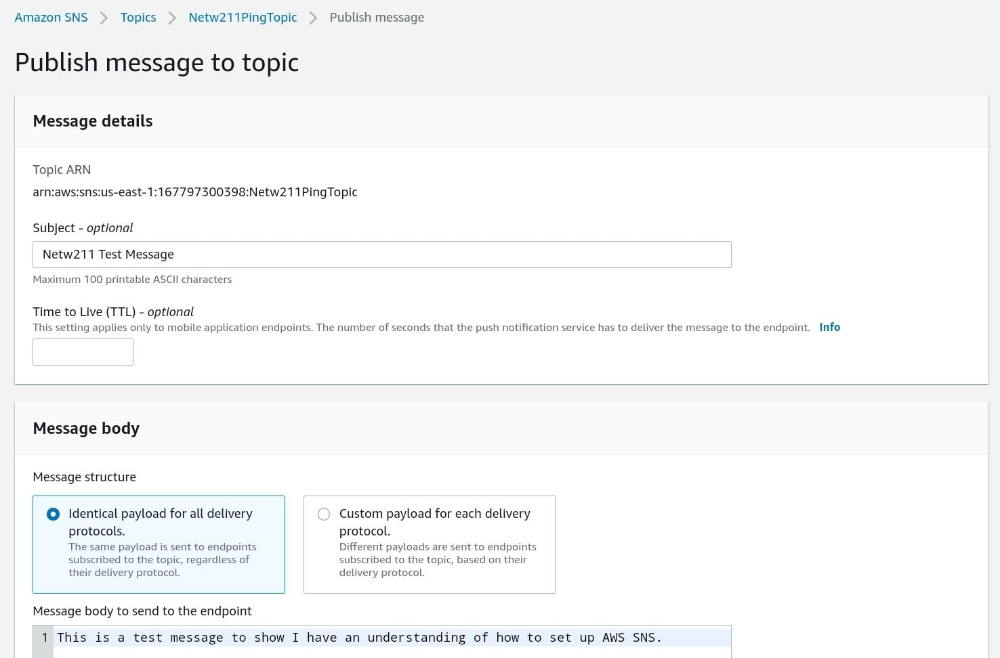 Amazon SNS > Topics > Netw211PingTopic > Publish message
Publish message to topic
Message details
Topic ARN
arn:aws:sns:us-east-1:167797300398:Netw211PingTopic
Subject - optional
Netw211 Test Message
Maximum 100 printable ASCII characters
Time to Live (TTL) - optional
This setting applies only to mobile application endpoints. The number of seconds that the push notification service has to deliver the message to the endpoint. Info
Message body
Message structure
Identical payload for all delivery
protocols.
The same payload is sent to endpoints
subscribed to the topic, regardless of
their delivery protocol.
Custom payload for each delivery
protocol.
Different payloads are sent to endpoints
subscribed to the topic, based on their
delivery protocol.
Message body to send to the endpoint
1 This is a test message to show I have an understanding of how to set up AWS SNS.